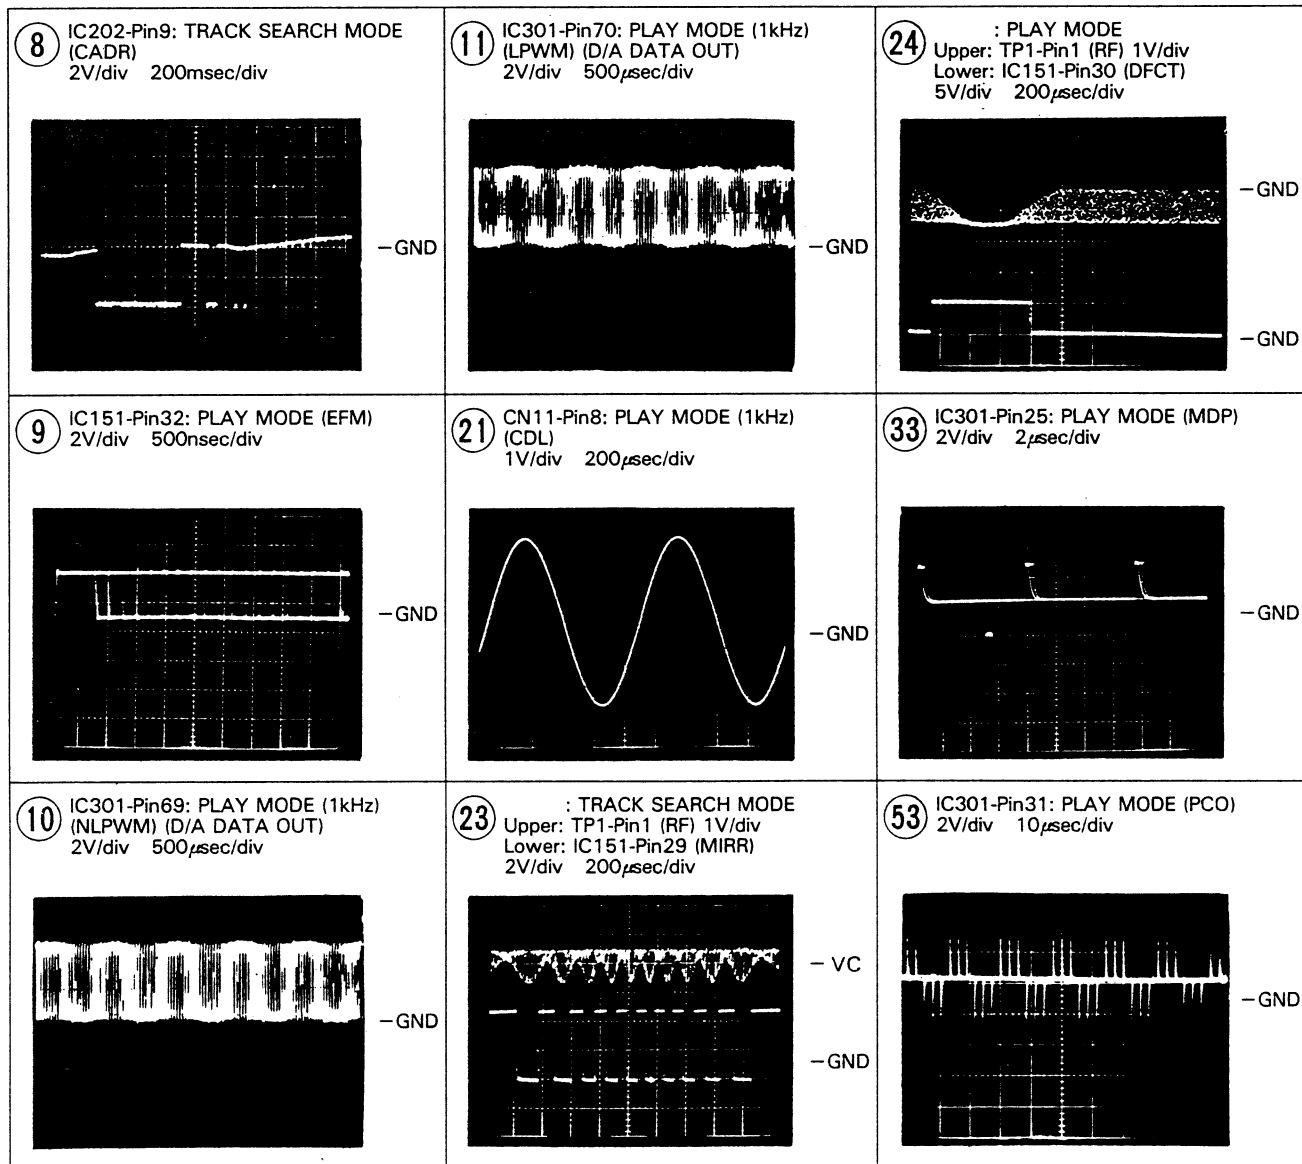 8 IC202-Pin9: TRACK SEARCH MODE
(CADR)
2V/div 200msec/div
-GND
11 IC301-Pin70: PLAY MODE (1kHz)
(LPWM) (D/A DATA OUT)
2V/div 500μsec/div
-GND
24 : PLAY MODE
Upper: TP1-Pin1 (RF) 1V/div
Lower: IC151-Pin30 (DFCT)
5V/div 200μsec/div
-GND
-GND
9 IC151-Pin32: PLAY MODE (EFM)
2V/div 500nsec/div
-GND
21 CN11-Pin8: PLAY MODE (1kHz)
(CDL)
1V/div 200μsec/div
-GND
33 IC301-Pin25: PLAY MODE (MDP)
2V/div 2μsec/div
-GND
10 IC301-Pin69: PLAY MODE (1kHz)
(NLPWM) (D/A DATA OUT)
2V/div 500μsec/div
-GND
23 : TRACK SEARCH MODE
Upper: TP1-Pin1 (RF) 1V/div
Lower: IC151-Pin29 (MIRR)
2V/div 200μsec/div
- VC
-GND
53 IC301-Pin31: PLAY MODE (PCO)
2V/div 10μsec/div
-GND